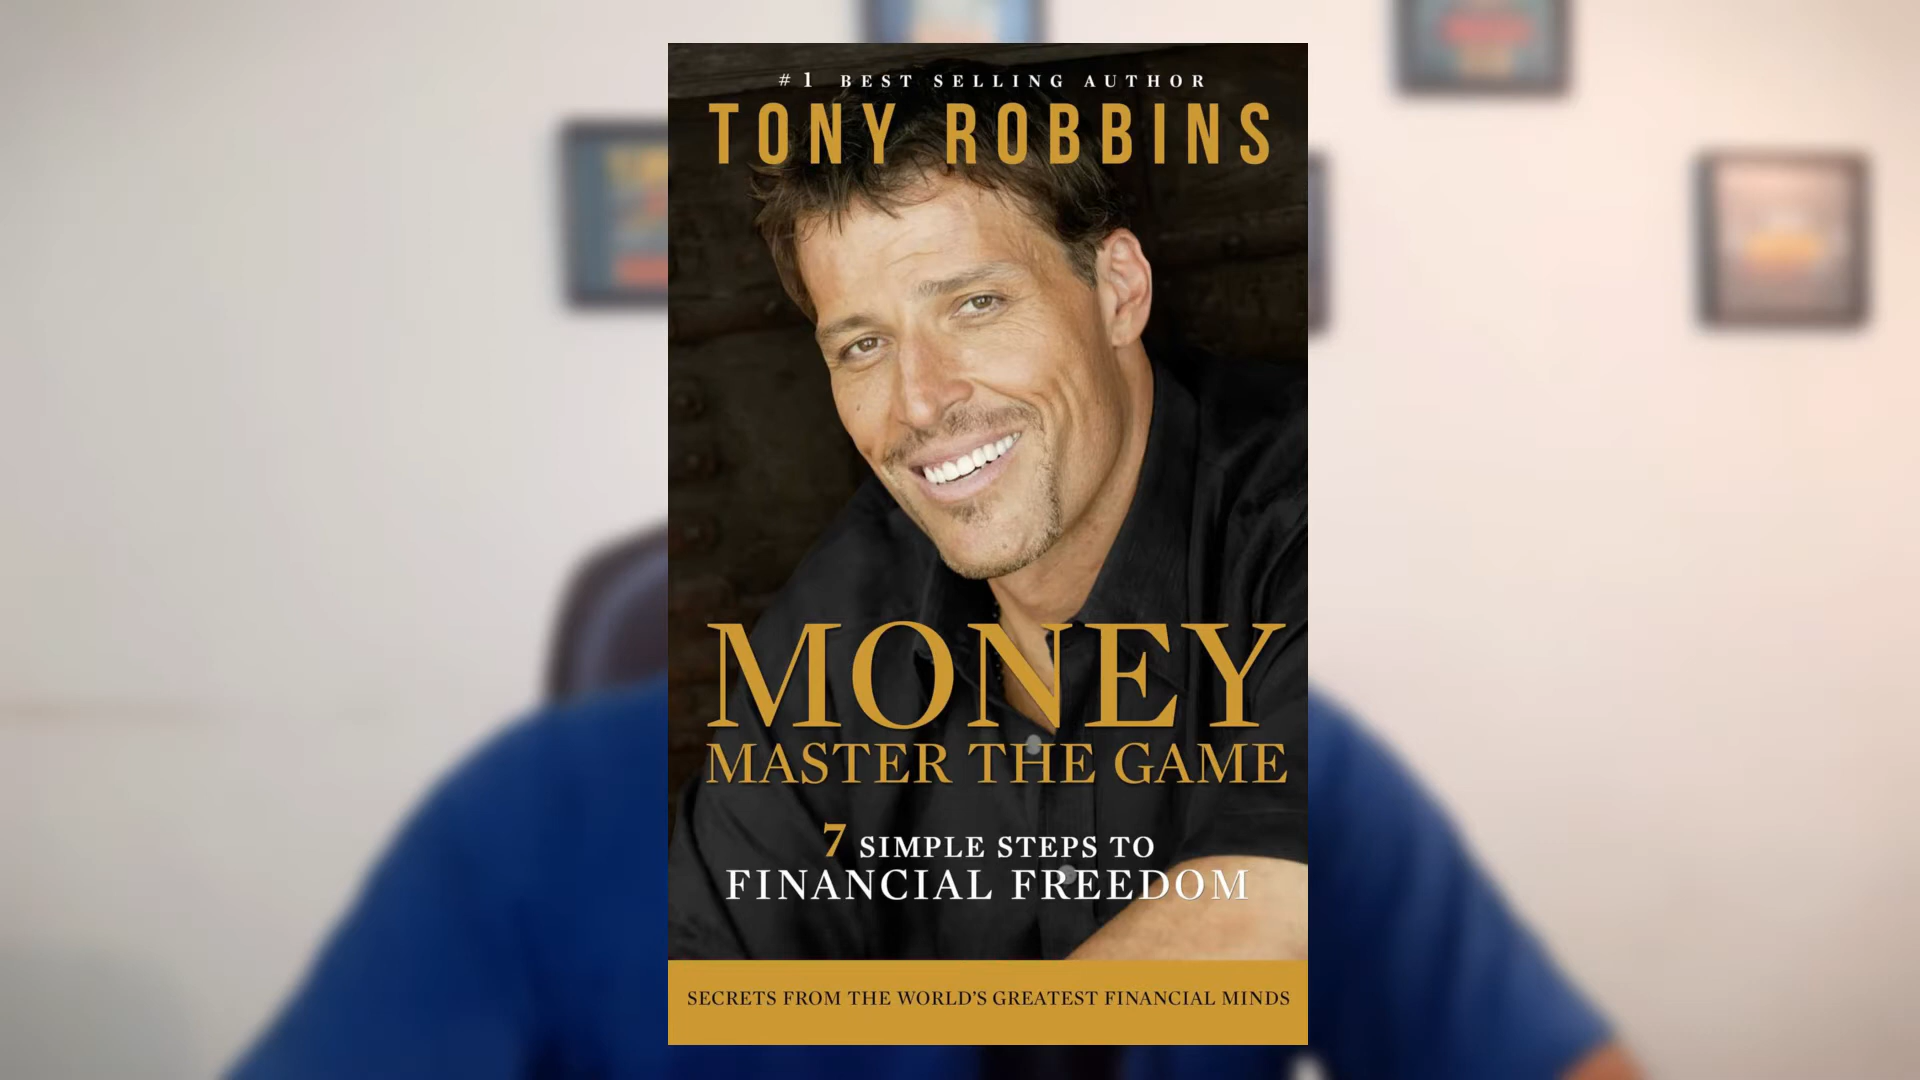 #1 BEST SELLING AUTHOR
TONY ROBBINS
MONEY
MASTER THE GAME
7 SIMPLE STEPS TO
FINANCIAL FREEDOM
SECRETS FROM THE WORLD'S GREATEST FINANCIAL MINDS